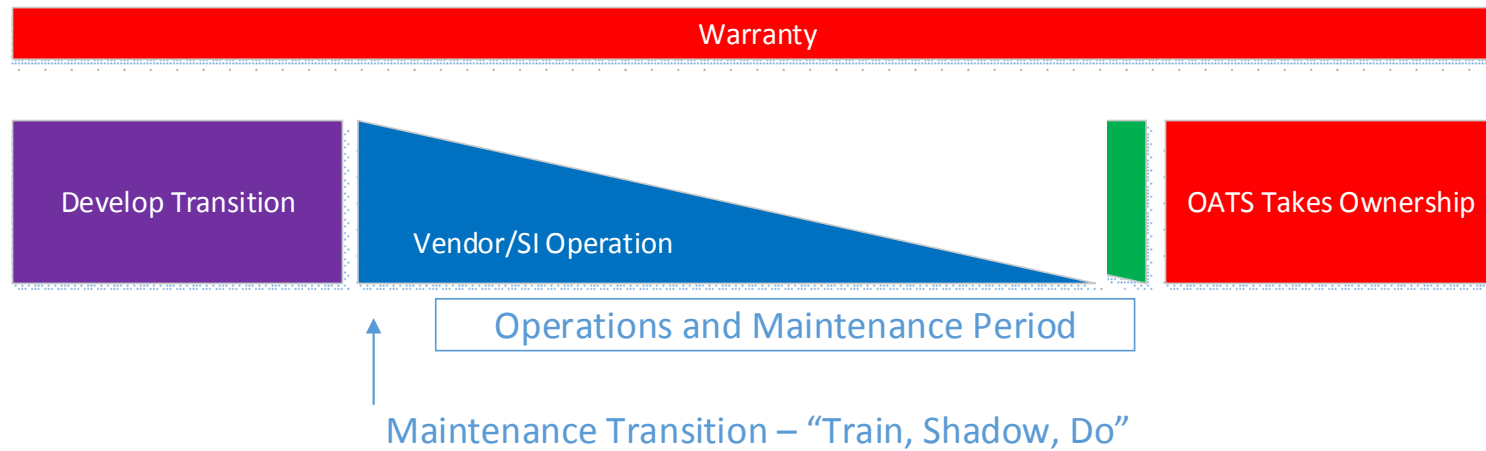 Warranty
Develop Transition
Vendor/SI Operation
OATS Takes Ownership
Operations and Maintenance Period
Maintenance Transition – “Train, Shadow, Do”